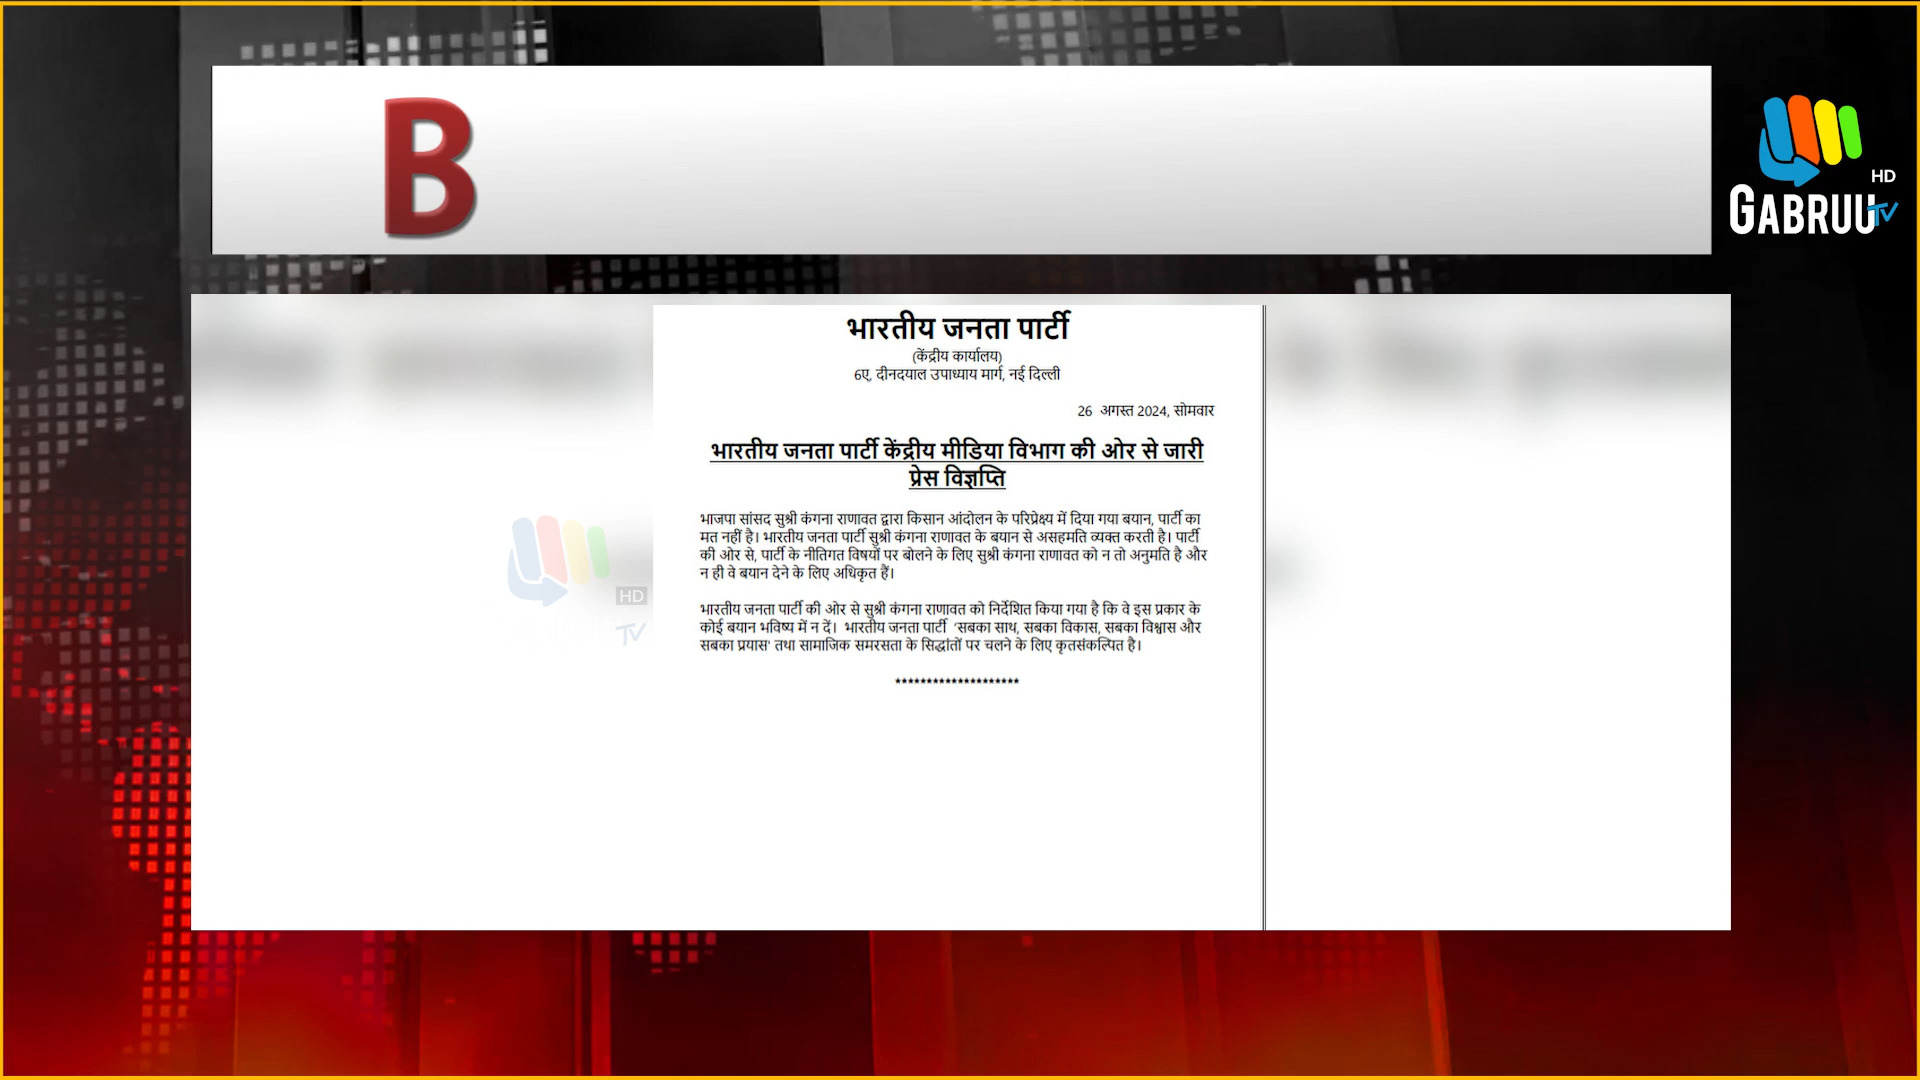 B
HD
GABRUU TV
भारतीय जनता पार्टी
(केंद्रीय कार्यालय)
6ए, दीनदयाल उपाध्याय मार्ग, नई दिल्ली
26 अगस्त 2024, सोमवार
भारतीय जनता पार्टी केंद्रीय मीडिया विभाग की ओर से जारी
प्रेस विज्ञप्ति
भाजपा सांसद सुश्री कंगना राणावत द्वारा किसान आंदोलन के परिप्रेक्ष्य में दिया गया बयान, पार्टी का
मत नहीं है। भारतीय जनता पार्टी सुश्री कंगना राणावत के बयान से असहमति व्यक्त करती है। पार्टी
की ओर से, पार्टी के नीतिगत विषयों पर बोलने के लिए सुश्री कंगना राणावत को न तो अनुमति है और
न ही वे बयान देने के लिए अधिकृत हैं।
भारतीय जनता पार्टी की ओर से सुश्री कंगना राणावत को निर्देशित किया गया है कि वे इस प्रकार के
कोई बयान भविष्य में न दें। भारतीय जनता पार्टी ‘सबका साथ, सबका विकास, सबका विश्वास और
सबका प्रयास’ तथा सामाजिक समरसता के सिद्धांतों पर चलने के लिए कृतसंकल्पित है।
********************
HD
TV